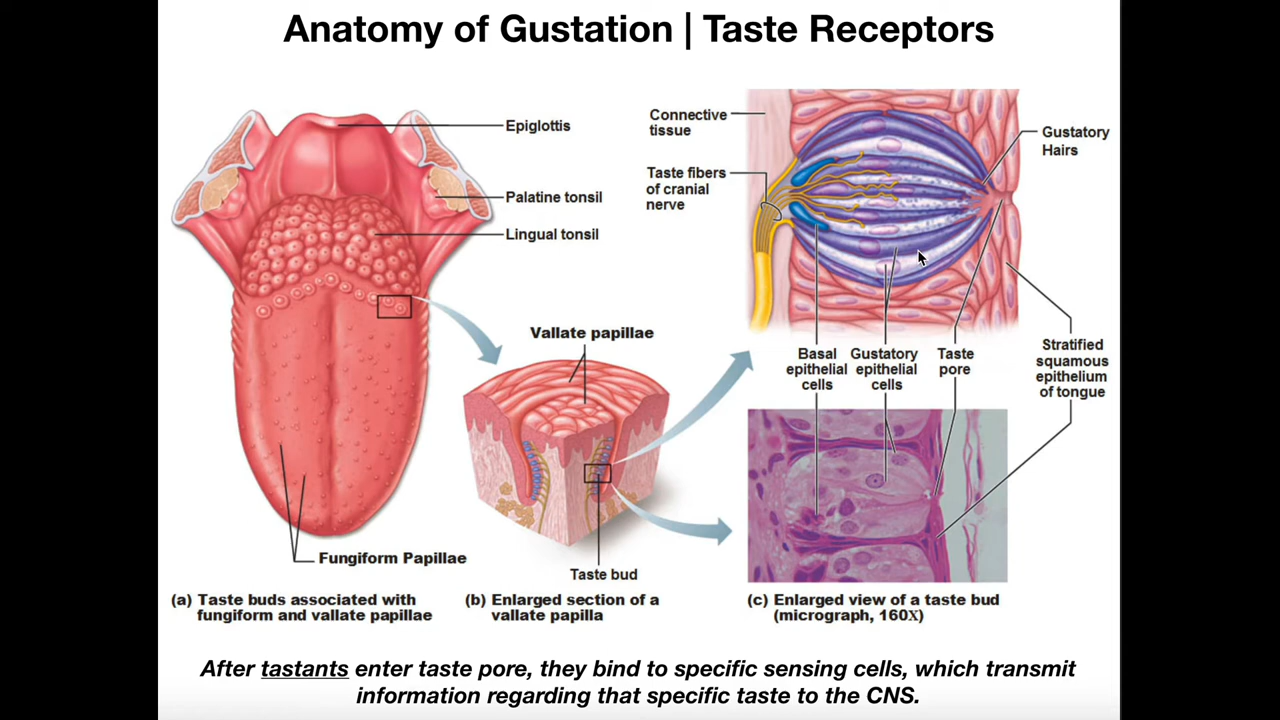 Anatomy of Gustation | Taste Receptors
Epiglottis
Palatine tonsil
Lingual tonsil
Fungiform Papillae
(a) Taste buds associated with
fungiform and vallate papillae
Vallate papillae
Taste bud
(b) Enlarged section of a
vallate papilla
Connective
tissue
Taste fibers
of cranial
nerve
Gustatory
Hairs
Basal
epithelial
cells
Gustatory
epithelial
cells
Taste
pore
Stratified
squamous
epithelium
of tongue
(c) Enlarged view of a taste bud
(micrograph, 160X)
After tastants enter taste pore, they bind to specific sensing cells, which transmit
information regarding that specific taste to the CNS.